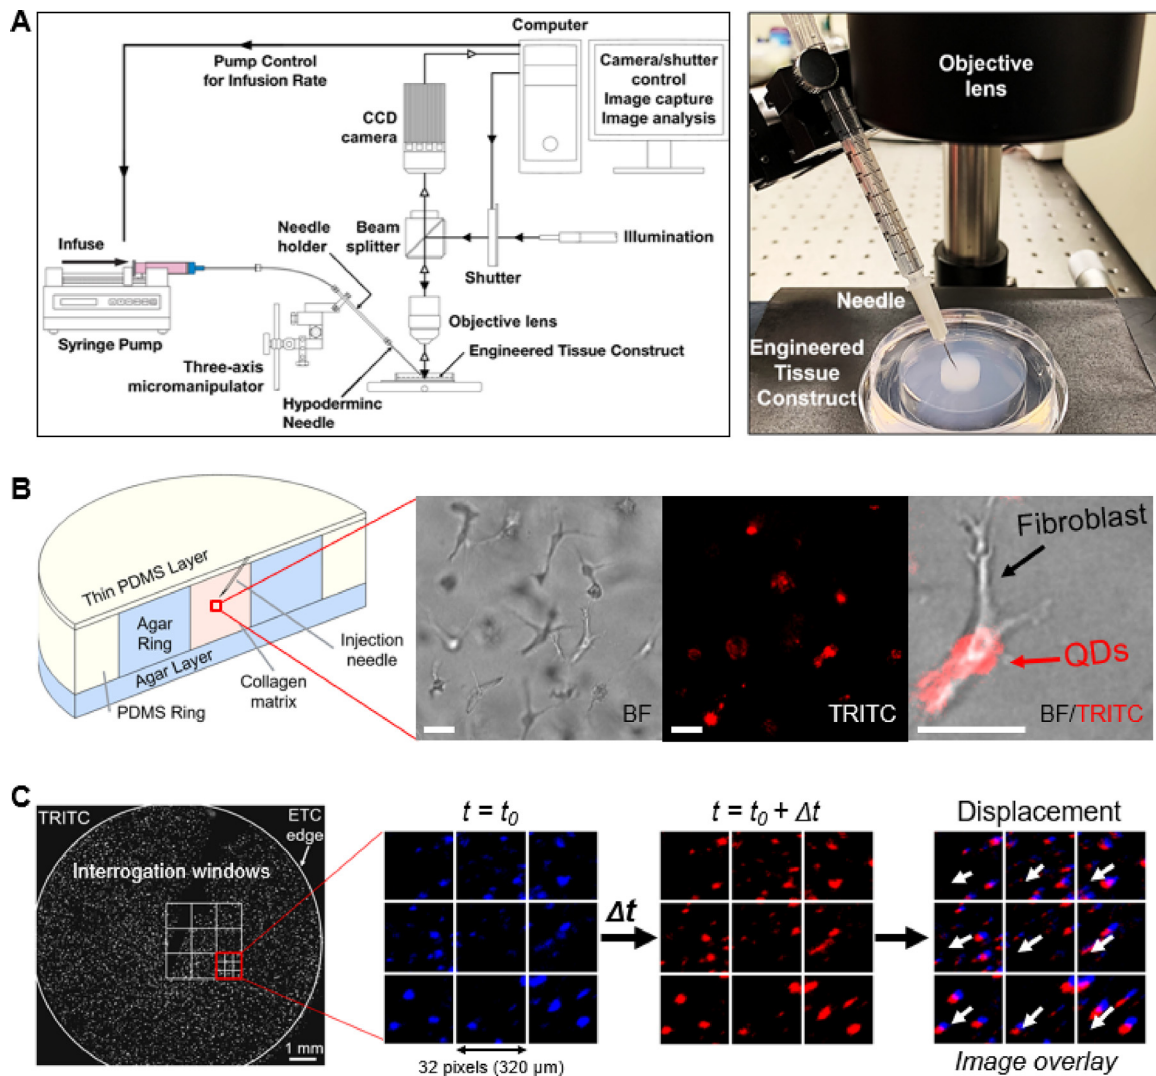 A
Computer
Pump Control
for Infusion Rate
Camera/shutter
control
Image capture
Image analysis
CCD
camera
Needle
holder
Beam
splitter
Illumination
Infuse
Shutter
Syringe Pump
Objective lens
Three-axis
micromanipulator
Engineered Tissue Construct
Hypoderminc
Needle
Objective
lens
Needle
Engineered
Tissue
Construct
B
Thin PDMS Layer
Agar
Ring
Agar Layer
Injection
needle
Collagen
matrix
PDMS Ring
BF
TRITC
Fibroblast
QDs
BF/TRITC
C
TRITC
ETC
edge
Interrogation windows
1 mm
t = t0
32 pixels (320 μm)
Δt
t = t0 + Δt
Displacement
Image overlay